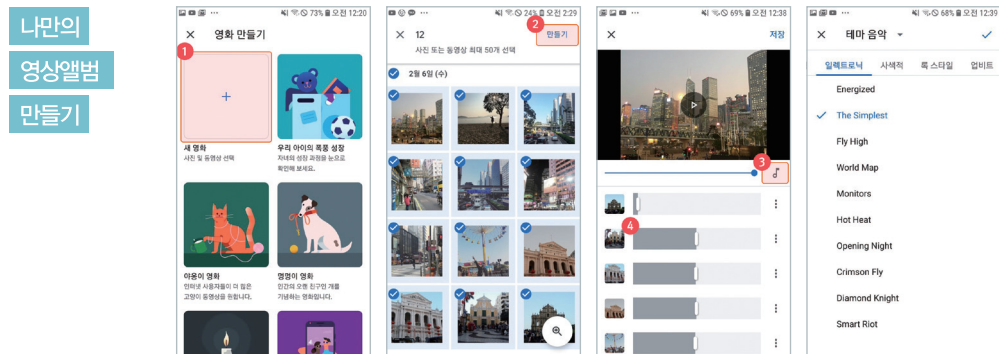 나만의
영상앨범
만들기
73% 오전 12:20
영화 만들기
1
새 영화
사진 및 동영상 선택
우리 아이의 폭풍 성장
자녀의 성장 과정을 눈으로
확인해 보세요.
야옹이 영화
인터넷 사용자들이 더 많은
고양이 동영상을 원합니다.
멍멍이 영화
인간의 오랜 친구인 개를
기념하는 영화입니다.
24% 오전 2:29
2
12
만들기
사진 또는 동영상 최대 50개 선택
2월 6일 (수)
69% 오전 12:38
저장
3
4
68% 오전 12:39
테마 음악
일렉트로닉 사색적 록 스타일 업비트
Energized
The Simplest
Fly High
World Map
Monitors
Hot Heat
Opening Night
Crimson Fly
Diamond Knight
Smart Riot